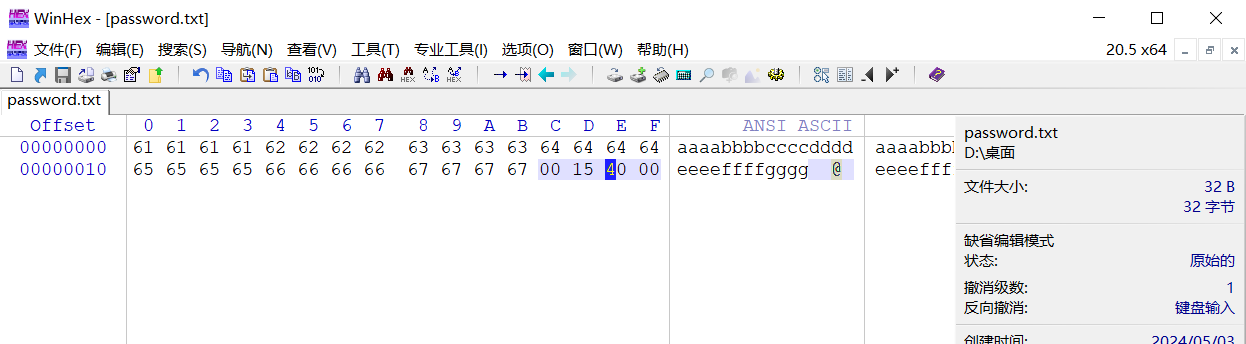 WinHex - [password.txt]
文件(F) 编辑(E) 搜索(S) 导航(N) 查看(V) 工具(T) 专业工具(I) 选项(O) 窗口(W) 帮助(H) 20.5 x64
password.txt
Offset 0 1 2 3 4 5 6 7 8 9 A B C D E F ANSI ASCII
00000000 61 61 61 61 62 62 62 62 63 63 63 63 64 64 64 64 aaaabbbbccccdddd aaaabbb
00000010 65 65 65 65 66 66 66 66 67 67 67 67 00 15 40 00 eeeeffffgggg @ eeeefff
password.txt
D:\桌面
文件大小: 32 B
32 字节
缺省编辑模式
状态: 原始的
撤消级数: 1
反向撤消: 键盘输入
创建时间: 2024/05/03